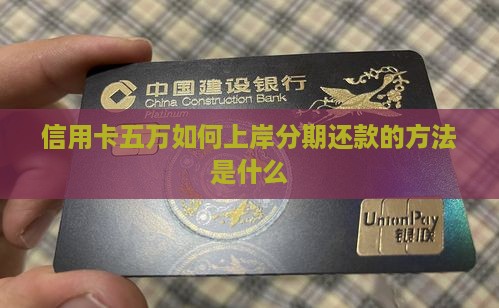 中国建设银行
China Construction Bank
Platinum
信用卡五万如何上岸分期还款的方法
是什么
UnionPay
银联